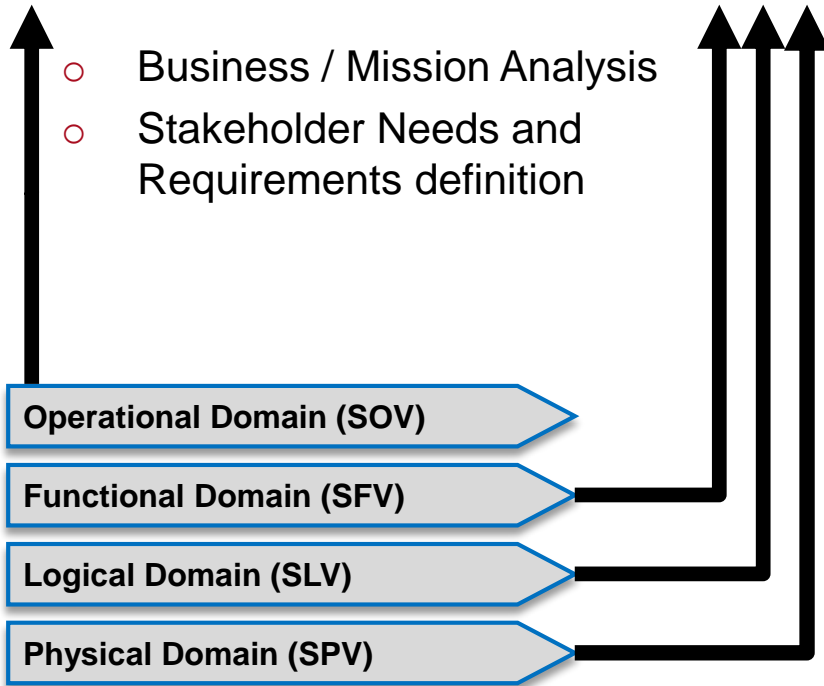 o Business / Mission Analysis
o Stakeholder Needs and
Requirements definition
Operational Domain (SOV)
Functional Domain (SFV)
Logical Domain (SLV)
Physical Domain (SPV)